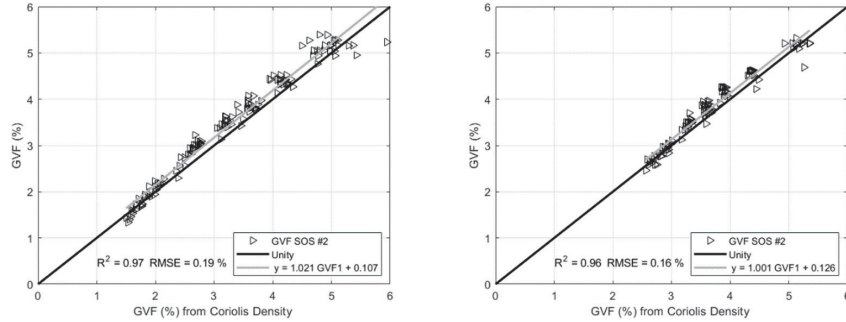 6
5
4
3
2
1
0
GVF (%)
GVF SOS #2
Unity
y = 1.021 GVF1 + 0.107
R² = 0.97 RMSE = 0.19 %
0 1 2 3 4 5 6
GVF (%) from Coriolis Density
6
5
4
3
2
1
0
GVF (%)
GVF SOS #2
Unity
y = 1.001 GVF1 + 0.126
R² = 0.96 RMSE = 0.16 %
0 1 2 3 4 5 6
GVF (%) from Coriolis Density